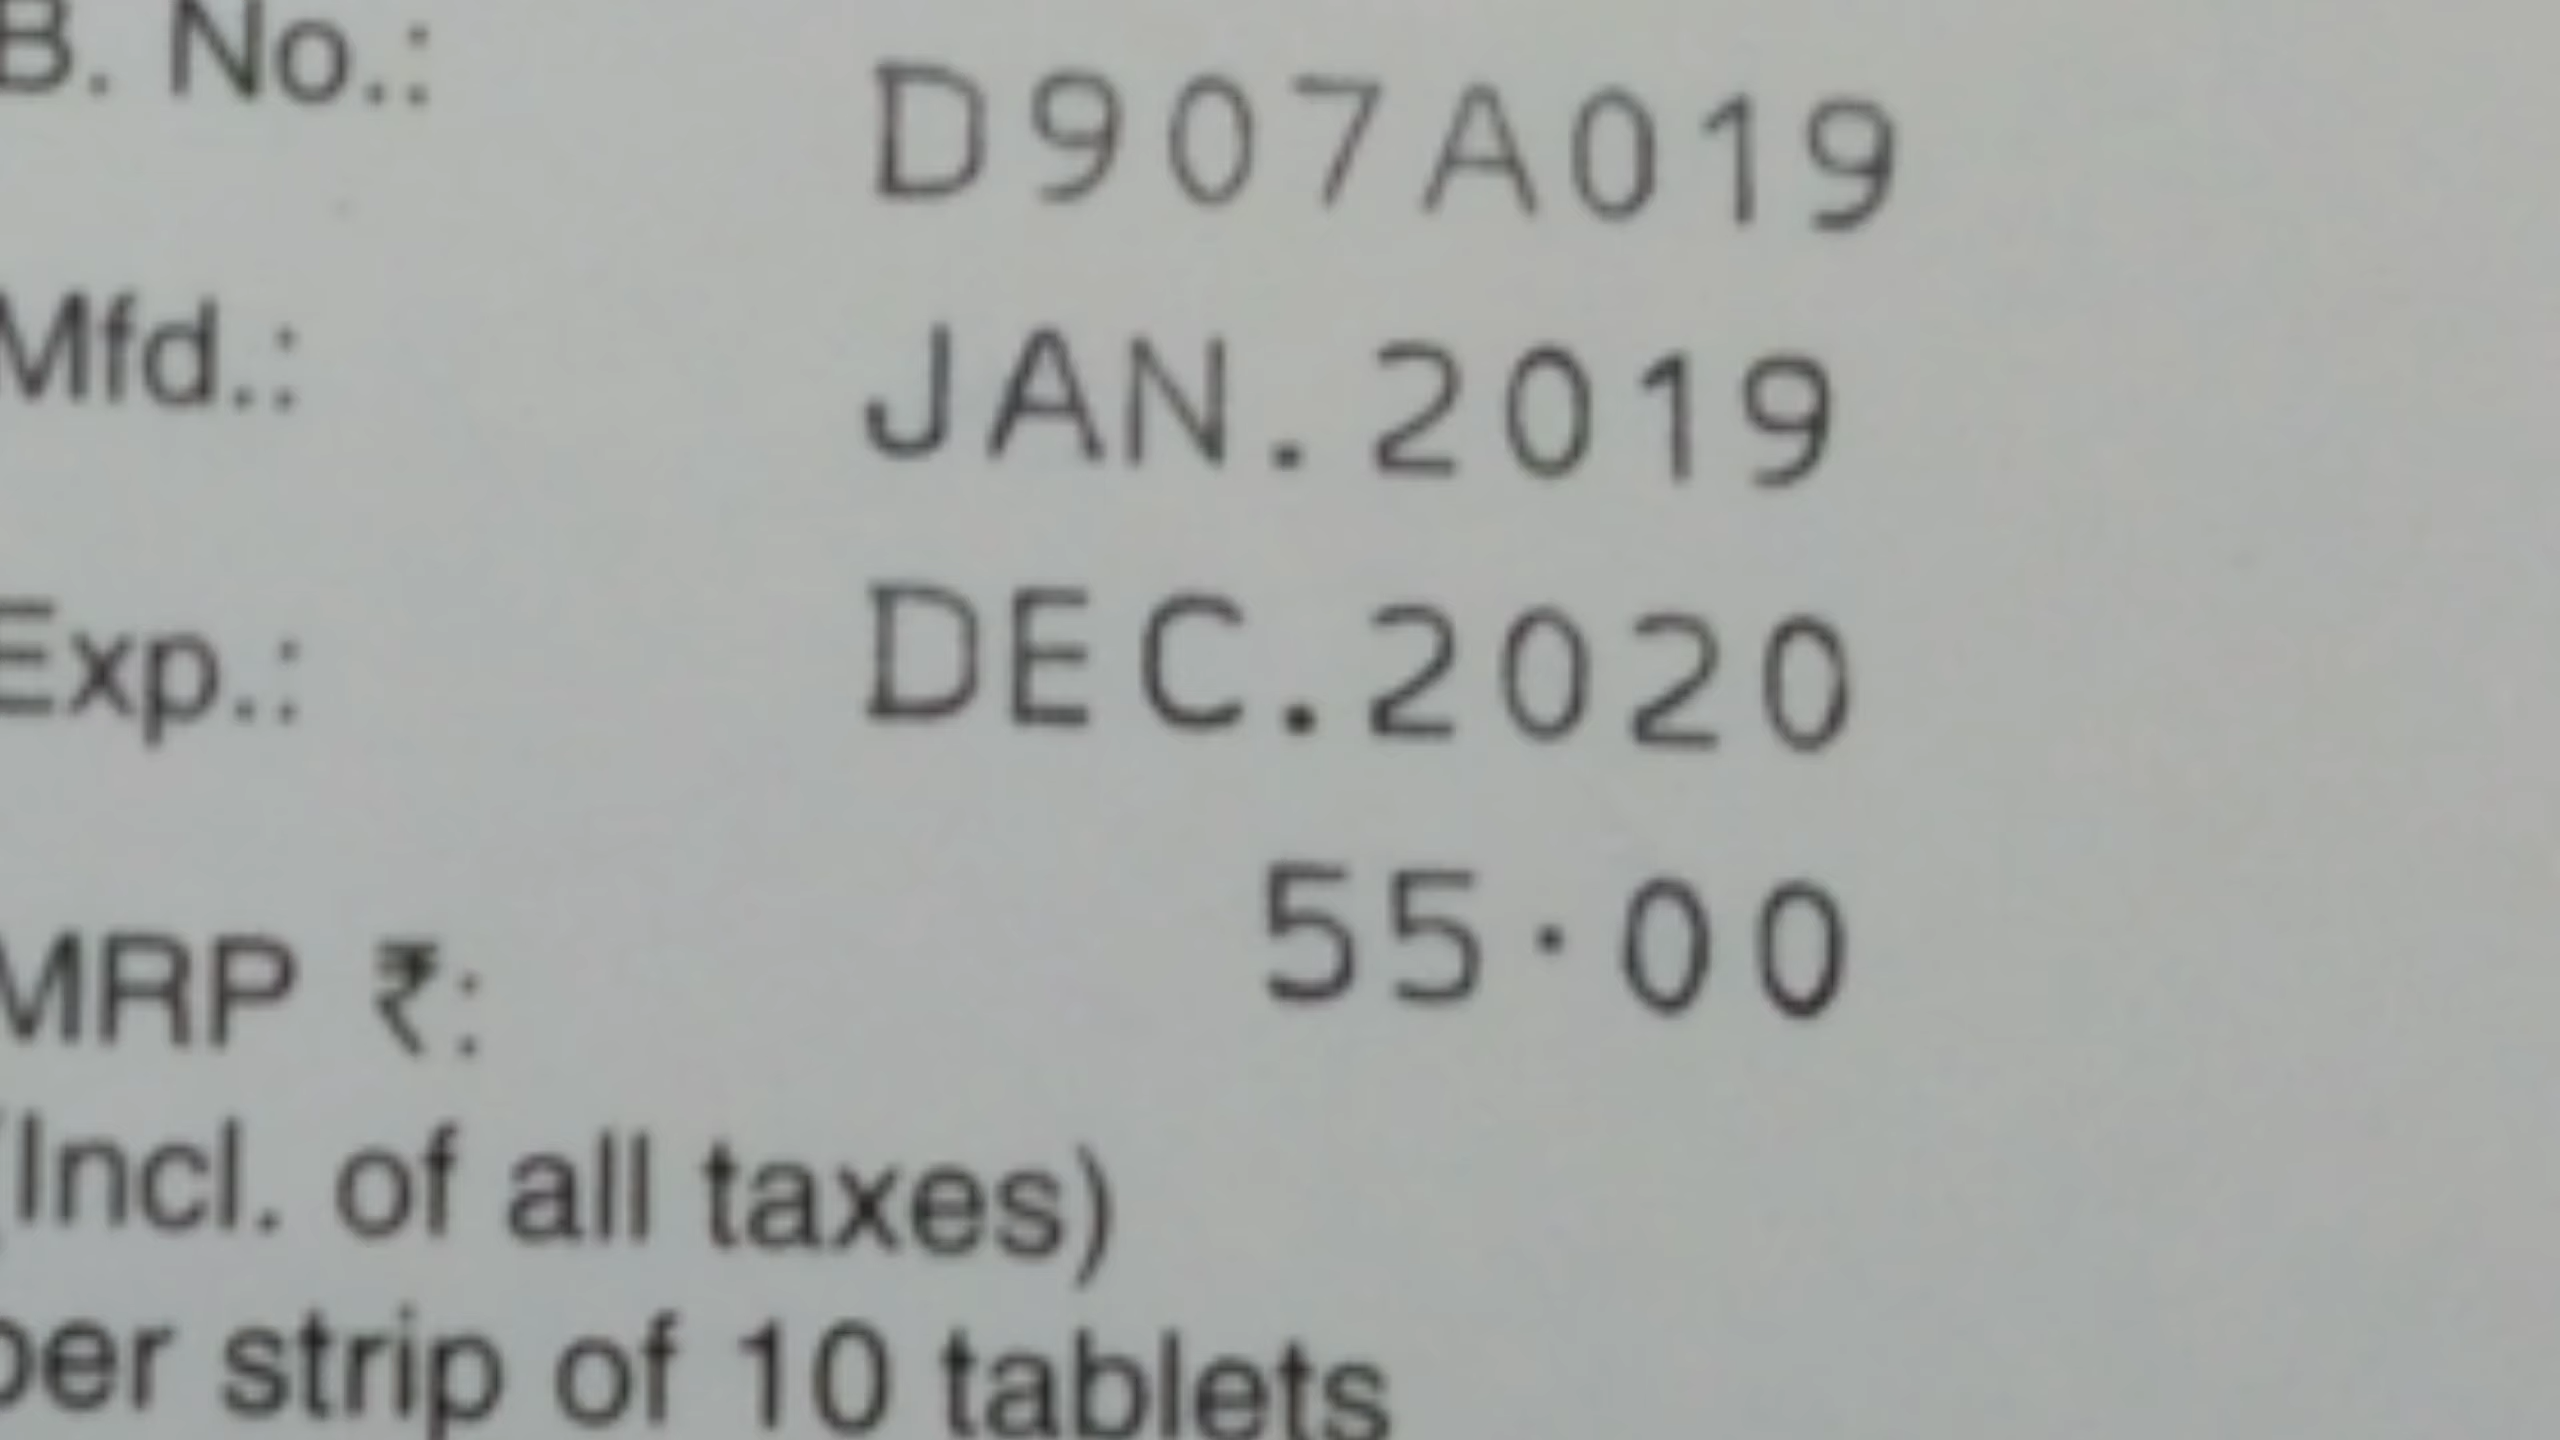 B. No.: D907A019
Mfd.: JAN.2019
Exp.: DEC.2020
MRP ₹: 55·00
(Incl. of all taxes)
per strip of 10 tablets